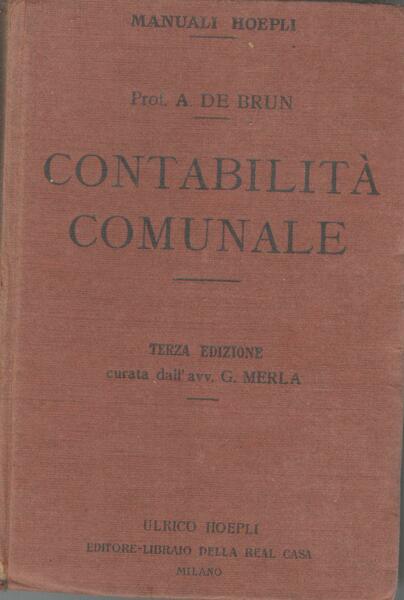 MANUALI HOEPLI
Prof. A. DE BRUN
CONTABILITÀ
COMUNALE
TERZA EDIZIONE
curata dall'avv. G. MERLA
ULRICO HOEPLI
EDITORE-LIBRAIO DELLA REAL CASA
MILANO